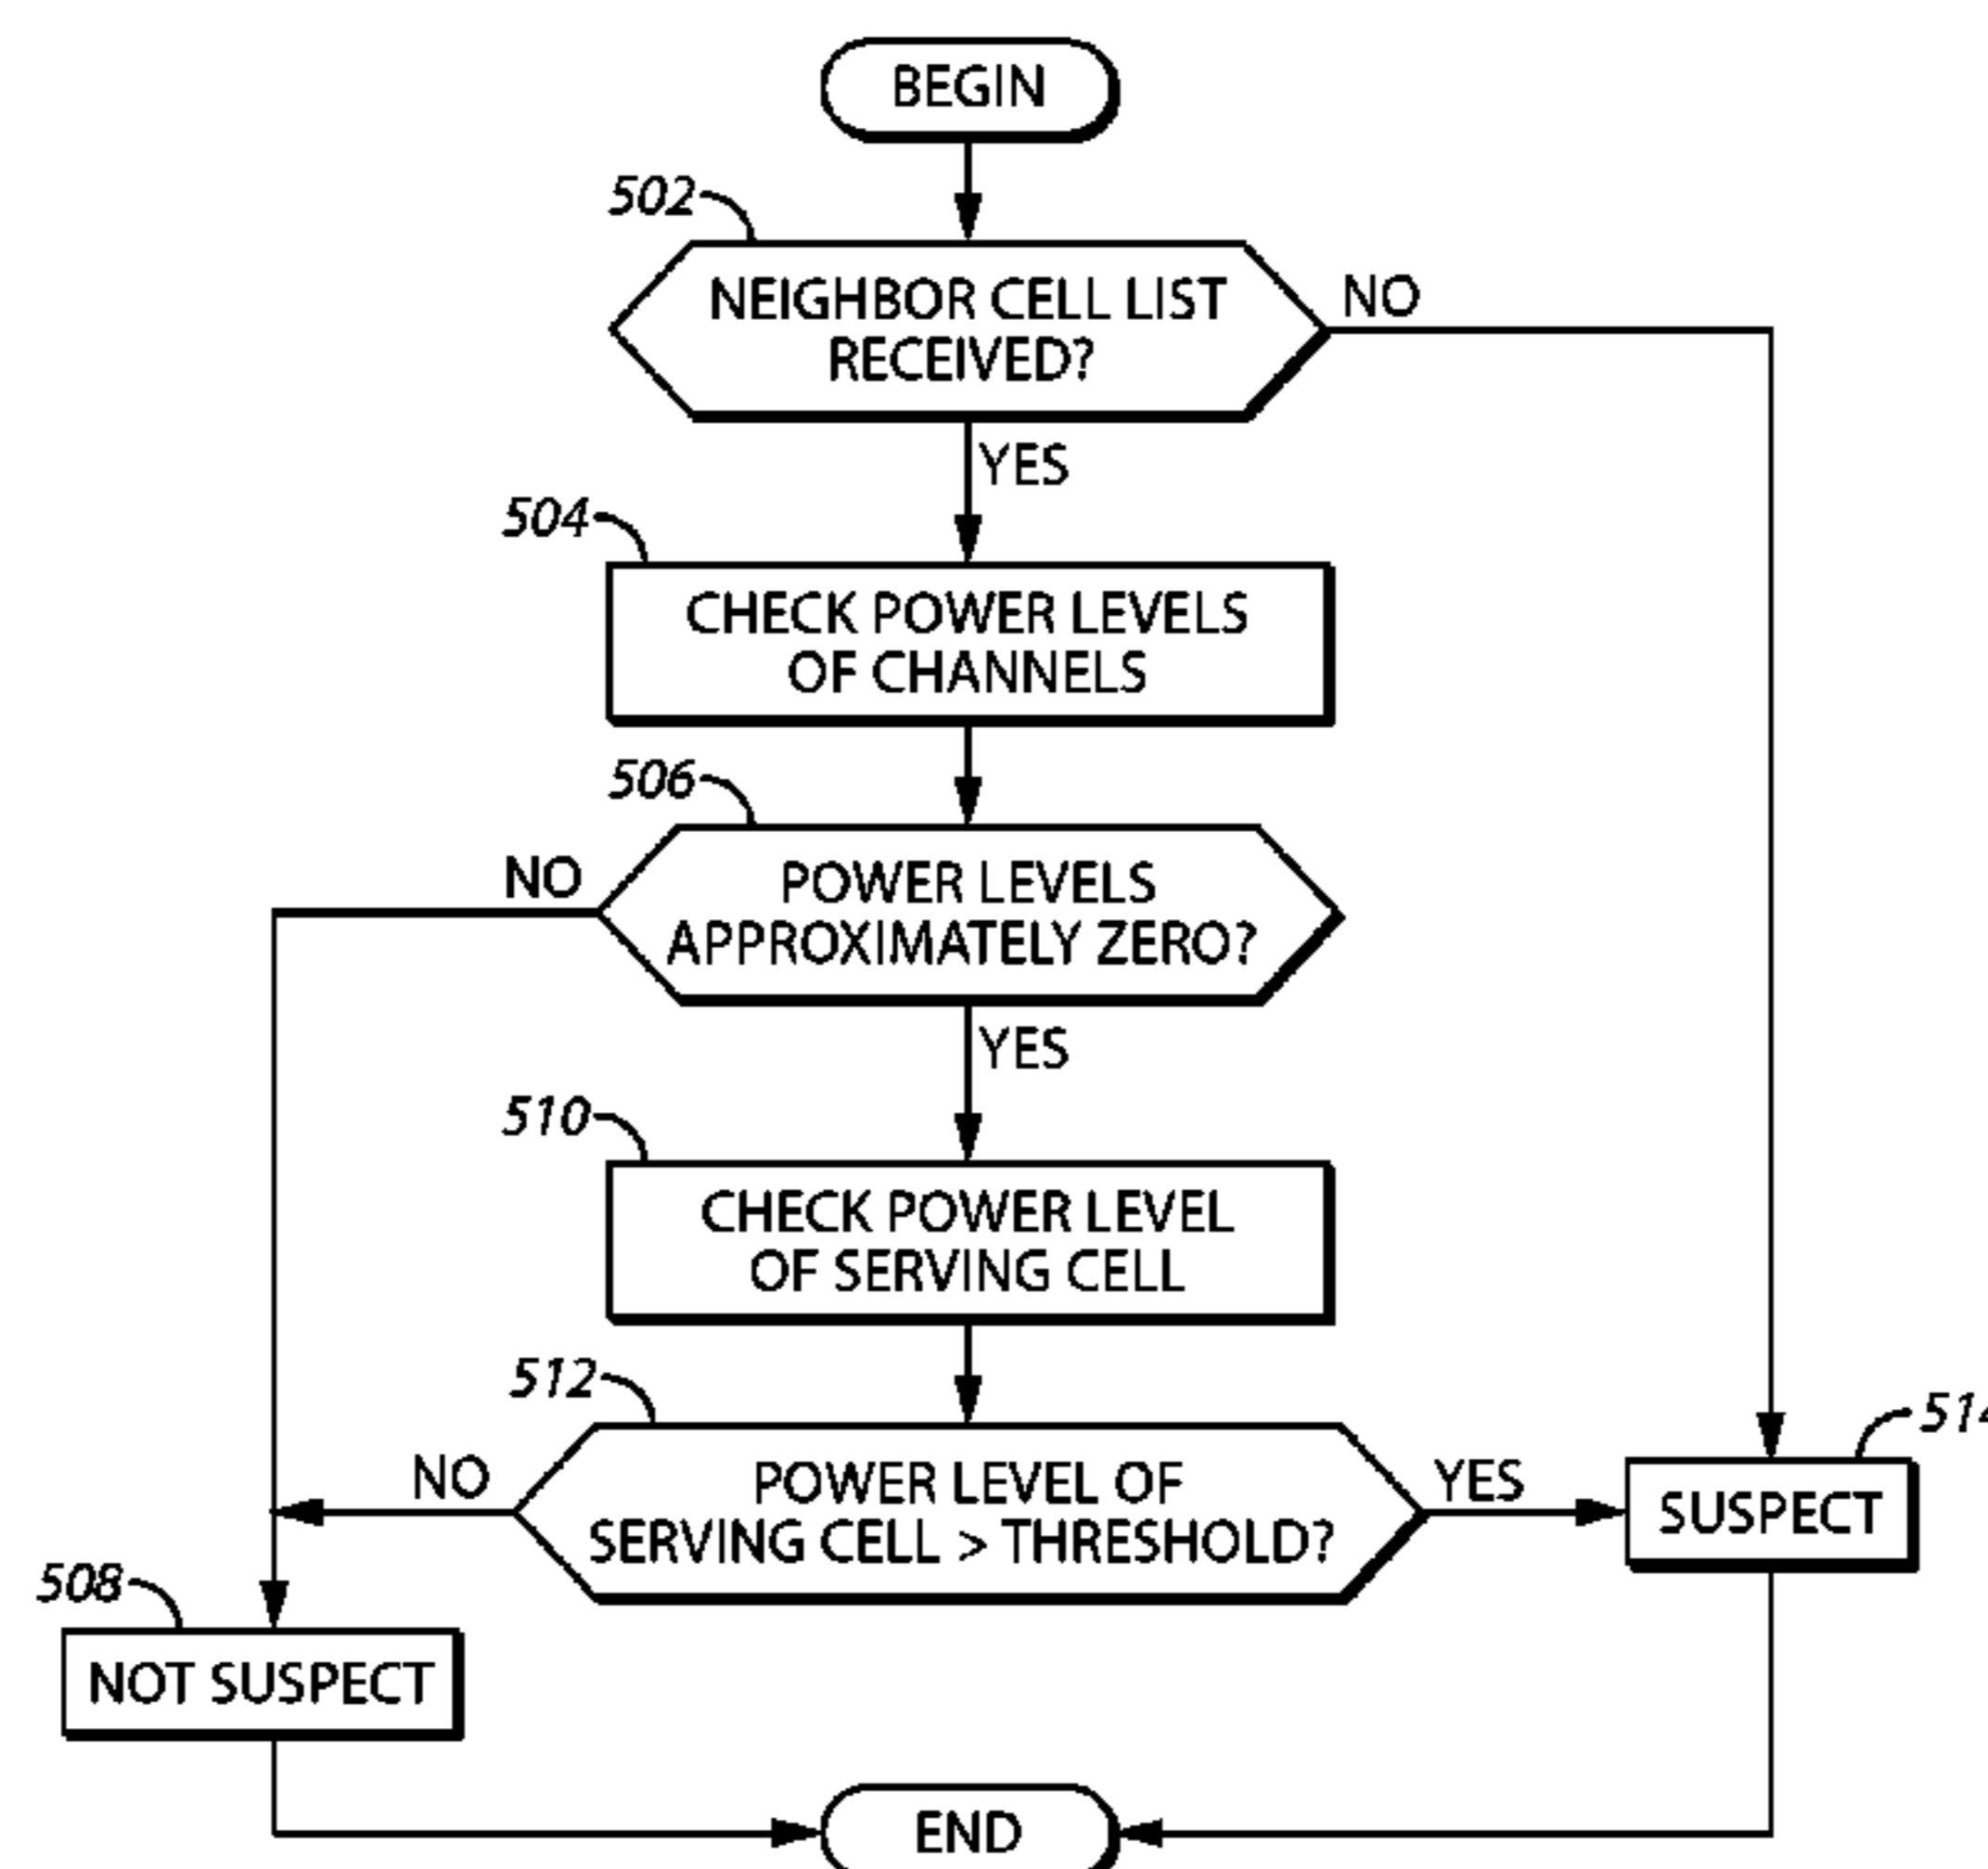 BEGIN
502
NEIGHBOR CELL LIST
RECEIVED?
NO
YES
504
CHECK POWER LEVELS
OF CHANNELS
506
NO
POWER LEVELS
APPROXIMATELY ZERO?
YES
510
CHECK POWER LEVEL
OF SERVING CELL
512
514
NO
POWER LEVEL OF
SERVING CELL > THRESHOLD?
YES
SUSPECT
508
NOT SUSPECT
END